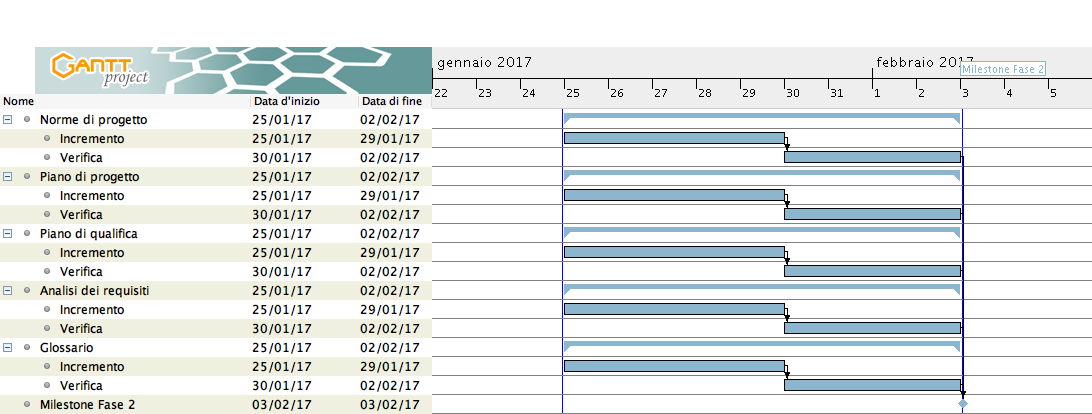 GANTT
project
gennaio 2017
febbraio 2017
Milestone Fase 2
22 23 24 25 26 27 28 29 30 31 1 2 3 4 5
Nome Data d'inizio Data di fine
Norme di progetto 25/01/17 02/02/17
Incremento 25/01/17 29/01/17
Verifica 30/01/17 02/02/17
Piano di progetto 25/01/17 02/02/17
Incremento 25/01/17 29/01/17
Verifica 30/01/17 02/02/17
Piano di qualifica 25/01/17 02/02/17
Incremento 25/01/17 29/01/17
Verifica 30/01/17 02/02/17
Analisi dei requisiti 25/01/17 02/02/17
Incremento 25/01/17 29/01/17
Verifica 30/01/17 02/02/17
Glossario 25/01/17 02/02/17
Incremento 25/01/17 29/01/17
Verifica 30/01/17 02/02/17
Milestone Fase 2 03/02/17 03/02/17